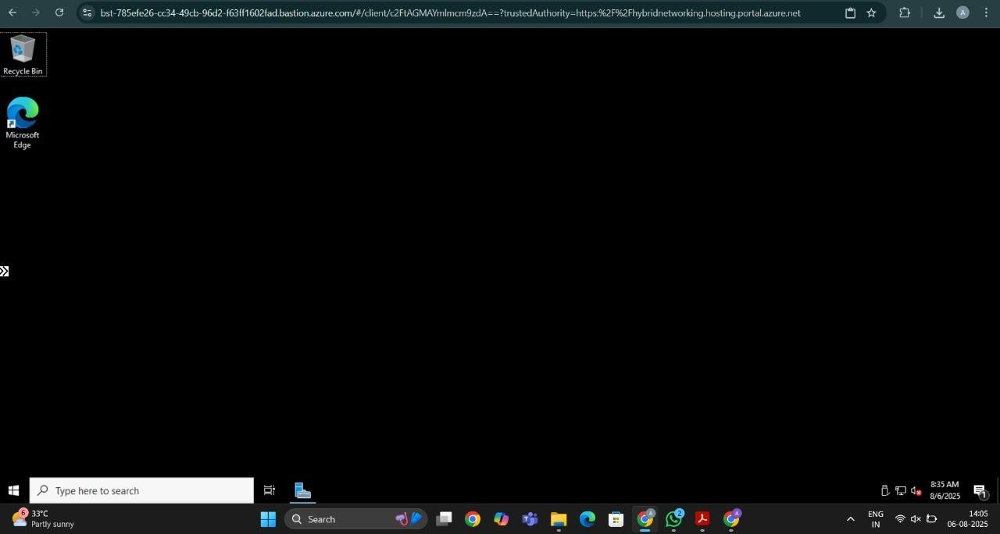 bst-785efe26-cc34-49cb-96d2-f63ff1602fad.bastion.azure.com/#/client/c2FtAGMAYmlmcm9zdA==?trustedAuthority=https:%2F%2Fhybridnetworking.hosting.portal.azure.net
A
Recycle Bin
Microsoft
Edge
Type here to search
8:35 AM
8/6/2025
1
6
33°C
Partly sunny
Search
A
2
A
ENG
IN
14:05
06-08-2025